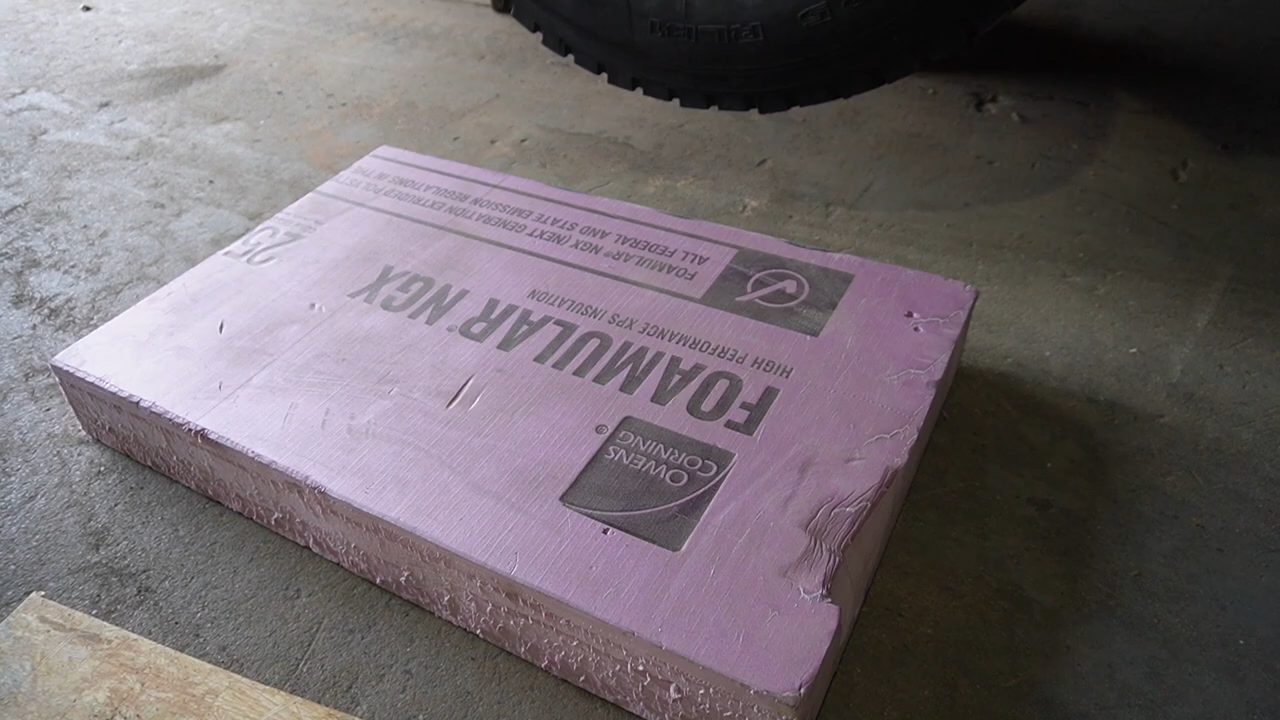 OWENS
CORNING
®
FOAMULAR® NGX
HIGH PERFORMANCE XPS INSULATION
25
FOAMULAR® NGX (NEXT GENERATION EXTRUDED
ALL FEDERAL AND STATE EMISSION REGULATIONS IN THE